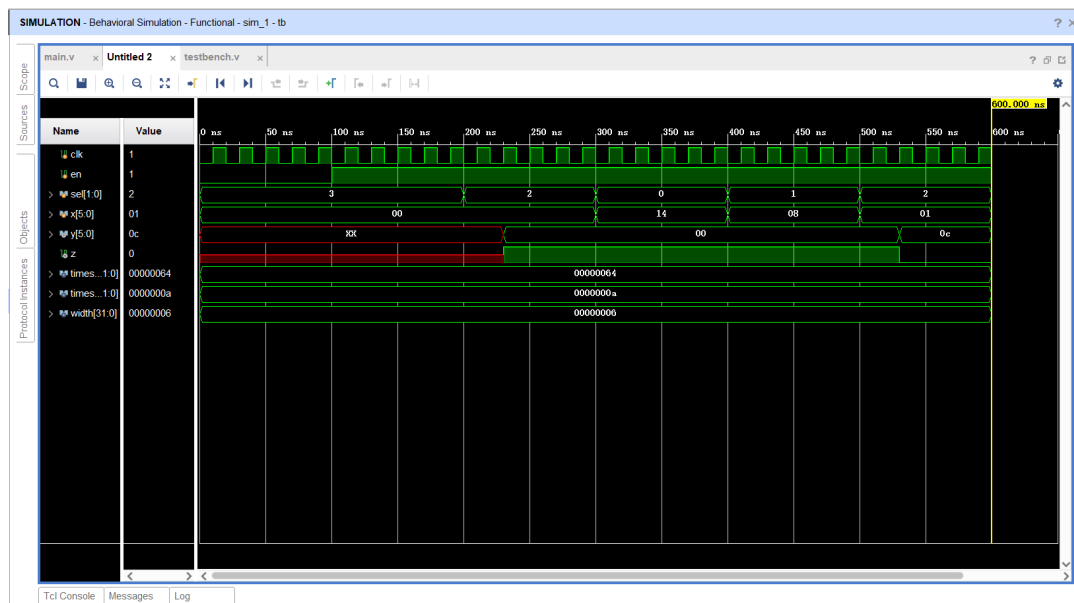 SIMULATION - Behavioral Simulation - Functional - sim_1 - tb
?
main.v x Untitled 2 x testbench.v x
?
600.000 ns
Name Value
0 ns 50 ns 100 ns 150 ns 200 ns 250 ns 300 ns 350 ns 400 ns 450 ns 500 ns 550 ns 600 ns
clk 1
en 1
> sel[1:0] 2 3 2 0 1 2
> x[5:0] 01 00 14 08 01
> y[5:0] 0c XX 00 0c
z 0
> times...1:0] 00000064 00000064
> times...1:0] 0000000a 0000000a
> width[31:0] 00000006 00000006
Scope
Sources
Objects
Protocol Instances
Tcl Console Messages Log